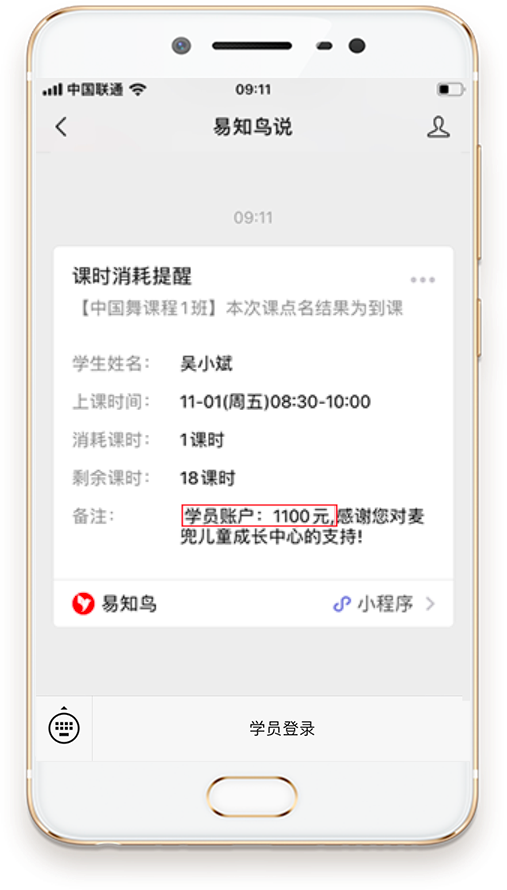 中国联通 09:11
易知鸟说
09:11
课时消耗提醒
【中国舞课程1班】本次课点名结果为到课
学生姓名： 吴小斌
上课时间： 11-01(周五)08:30-10:00
消耗课时： 1课时
剩余课时： 18课时
备注： 学员账户：1100元,感谢您对麦
兜儿童成长中心的支持!
易知鸟 小程序
学员登录